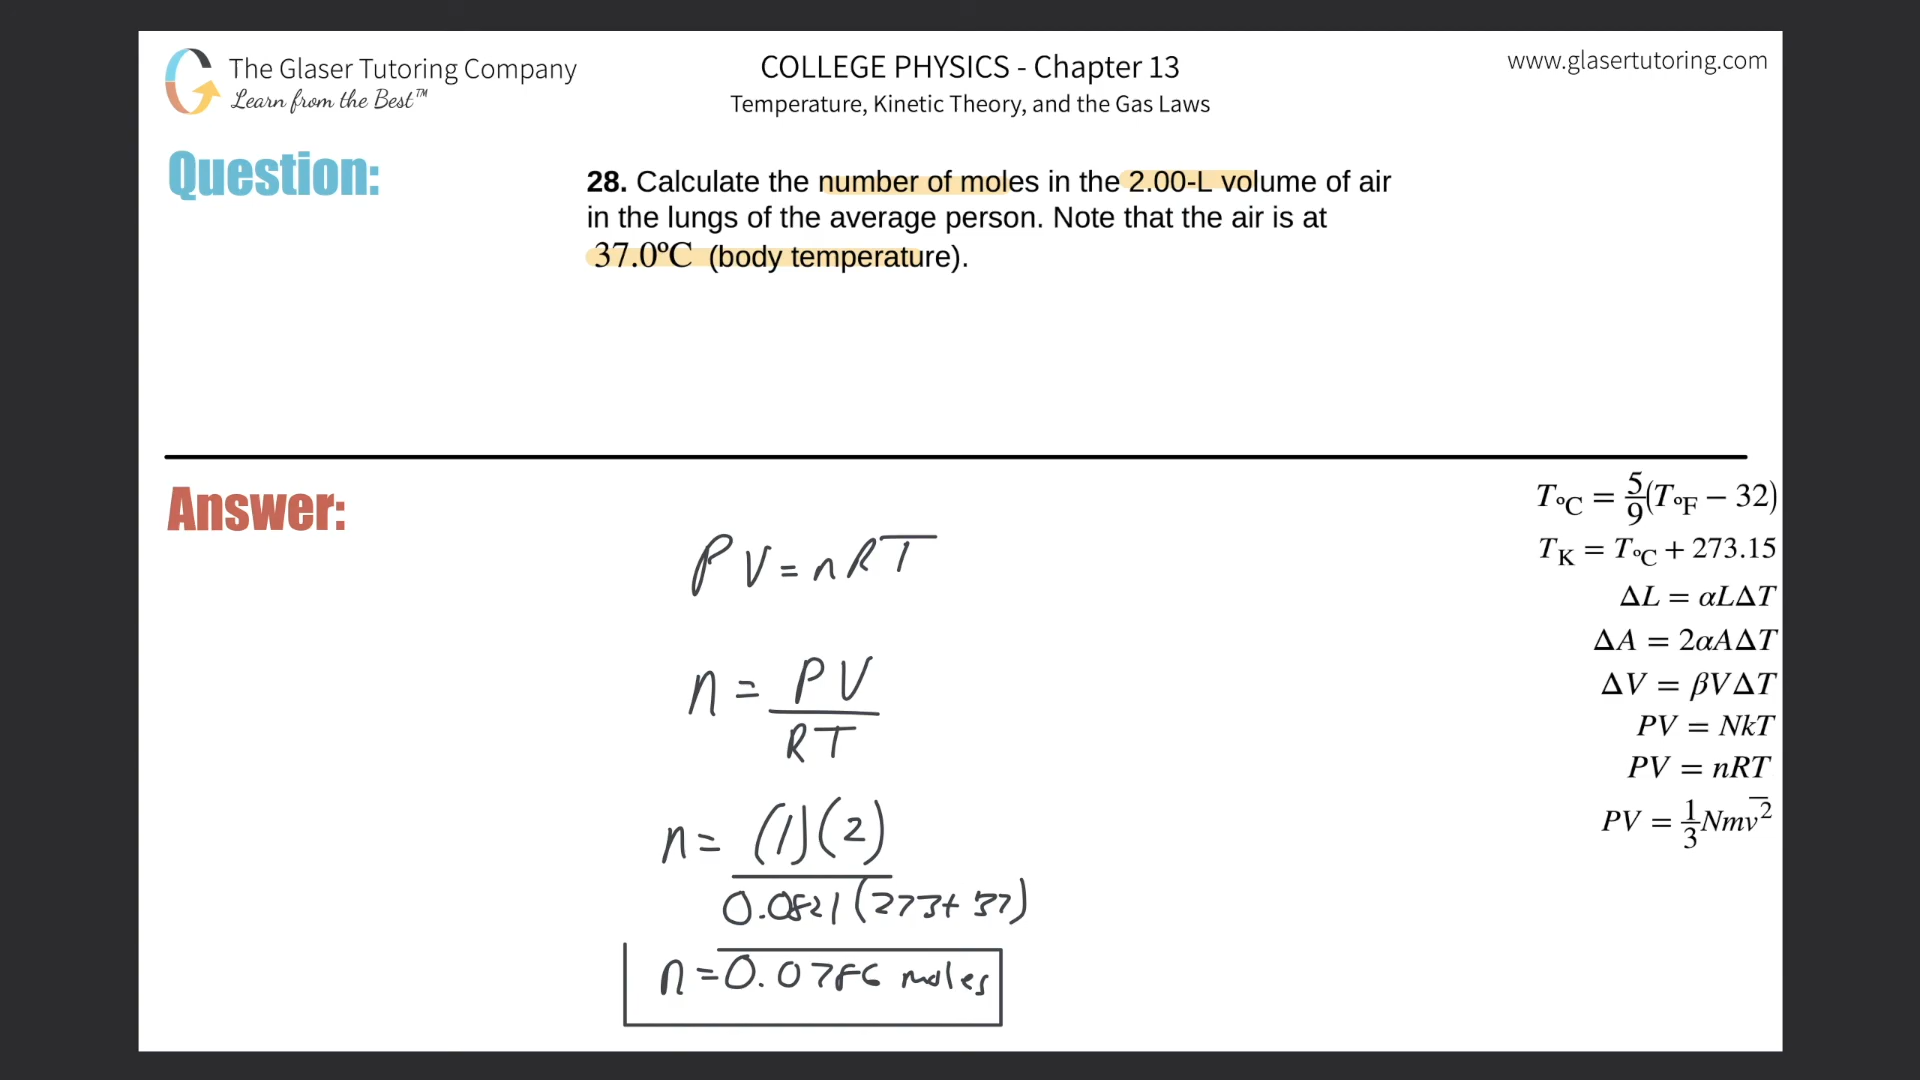 The Glaser Tutoring Company
Learn from the Best™
COLLEGE PHYSICS - Chapter 13
Temperature, Kinetic Theory, and the Gas Laws
www.glasertutoring.com
Question:
28. Calculate the number of moles in the 2.00-L volume of air
in the lungs of the average person. Note that the air is at
37.0ºC (body temperature).
Answer:
PV = nRT
n = PV / RT
n = (1)(2) / 0.0821(273+37)
n = 0.0786 moles
T°C = 5/9(T°F − 32)
TK = T°C + 273.15
ΔL = αLΔT
ΔA = 2αAΔT
ΔV = βVΔT
PV = NkT
PV = nRT
PV = 1/3 Nmv̅²